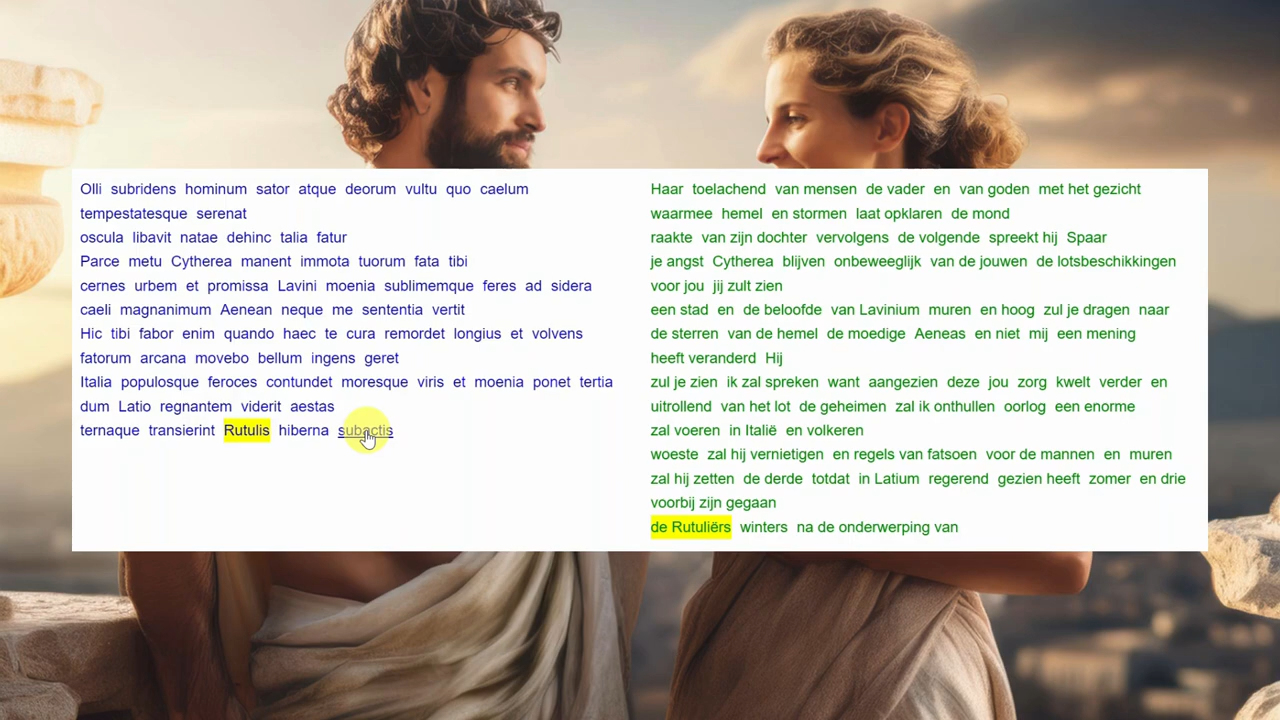 Olli subridens hominum sator atque deorum vultu quo caelum
tempestatesque serenat
oscula libavit natae dehinc talia fatur
Parce metu Cytherea manent immota tuorum fata tibi
cernes urbem et promissa Lavini moenia sublimemque feres ad sidera
caeli magnanimum Aenean neque me sententia vertit
Hic tibi fabor enim quando haec te cura remordet longius et volvens
fatorum arcana movebo bellum ingens geret
Italia populosque feroces contundet moresque viris et moenia ponet tertia
dum Latio regnantem viderit aestas
ternaque transierint Rutulis hiberna subactis
Haar toelachend van mensen de vader en van goden met het gezicht
waarmee hemel en stormen laat opklaren de mond
raakte van zijn dochter vervolgens de volgende spreekt hij Spaar
je angst Cytherea blijven onbeweeglijk van de jouwen de lotsbeschikkingen
voor jou jij zult zien
een stad en de beloofde van Lavinium muren en hoog zul je dragen naar
de sterren van de hemel de moedige Aeneas en niet mij een mening
heeft veranderd Hij
zul je zien ik zal spreken want aangezien deze jou zorg kwelt verder en
uitrollend van het lot de geheimen zal ik onthullen oorlog een enorme
zal voeren in Italië en volkeren
woeste zal hij vernietigen en regels van fatsoen voor de mannen en muren
zal hij zetten de derde totdat in Latium regerend gezien heeft zomer en drie
voorbij zijn gegaan
de Rutuliërs winters na de onderwerping van